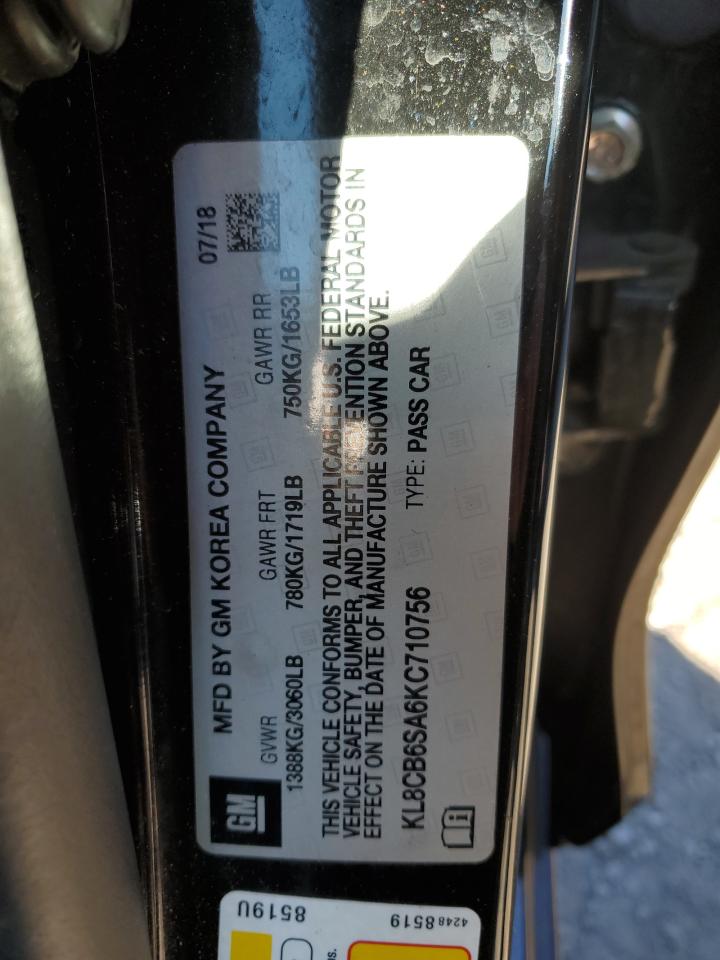 GM
MFD BY GM KOREA COMPANY 07/18
GVWR GAWR FRT GAWR RR
1388KG/3060LB 780KG/1719LB 750KG/1653LB
THIS VEHICLE CONFORMS TO ALL APPLICABLE U.S. FEDERAL MOTOR
VEHICLE SAFETY, BUMPER, AND THEFT PREVENTION STANDARDS IN
EFFECT ON THE DATE OF MANUFACTURE SHOWN ABOVE.
KL8CB6SA6KC710756 TYPE: PASS CAR
4248 8519
8519U